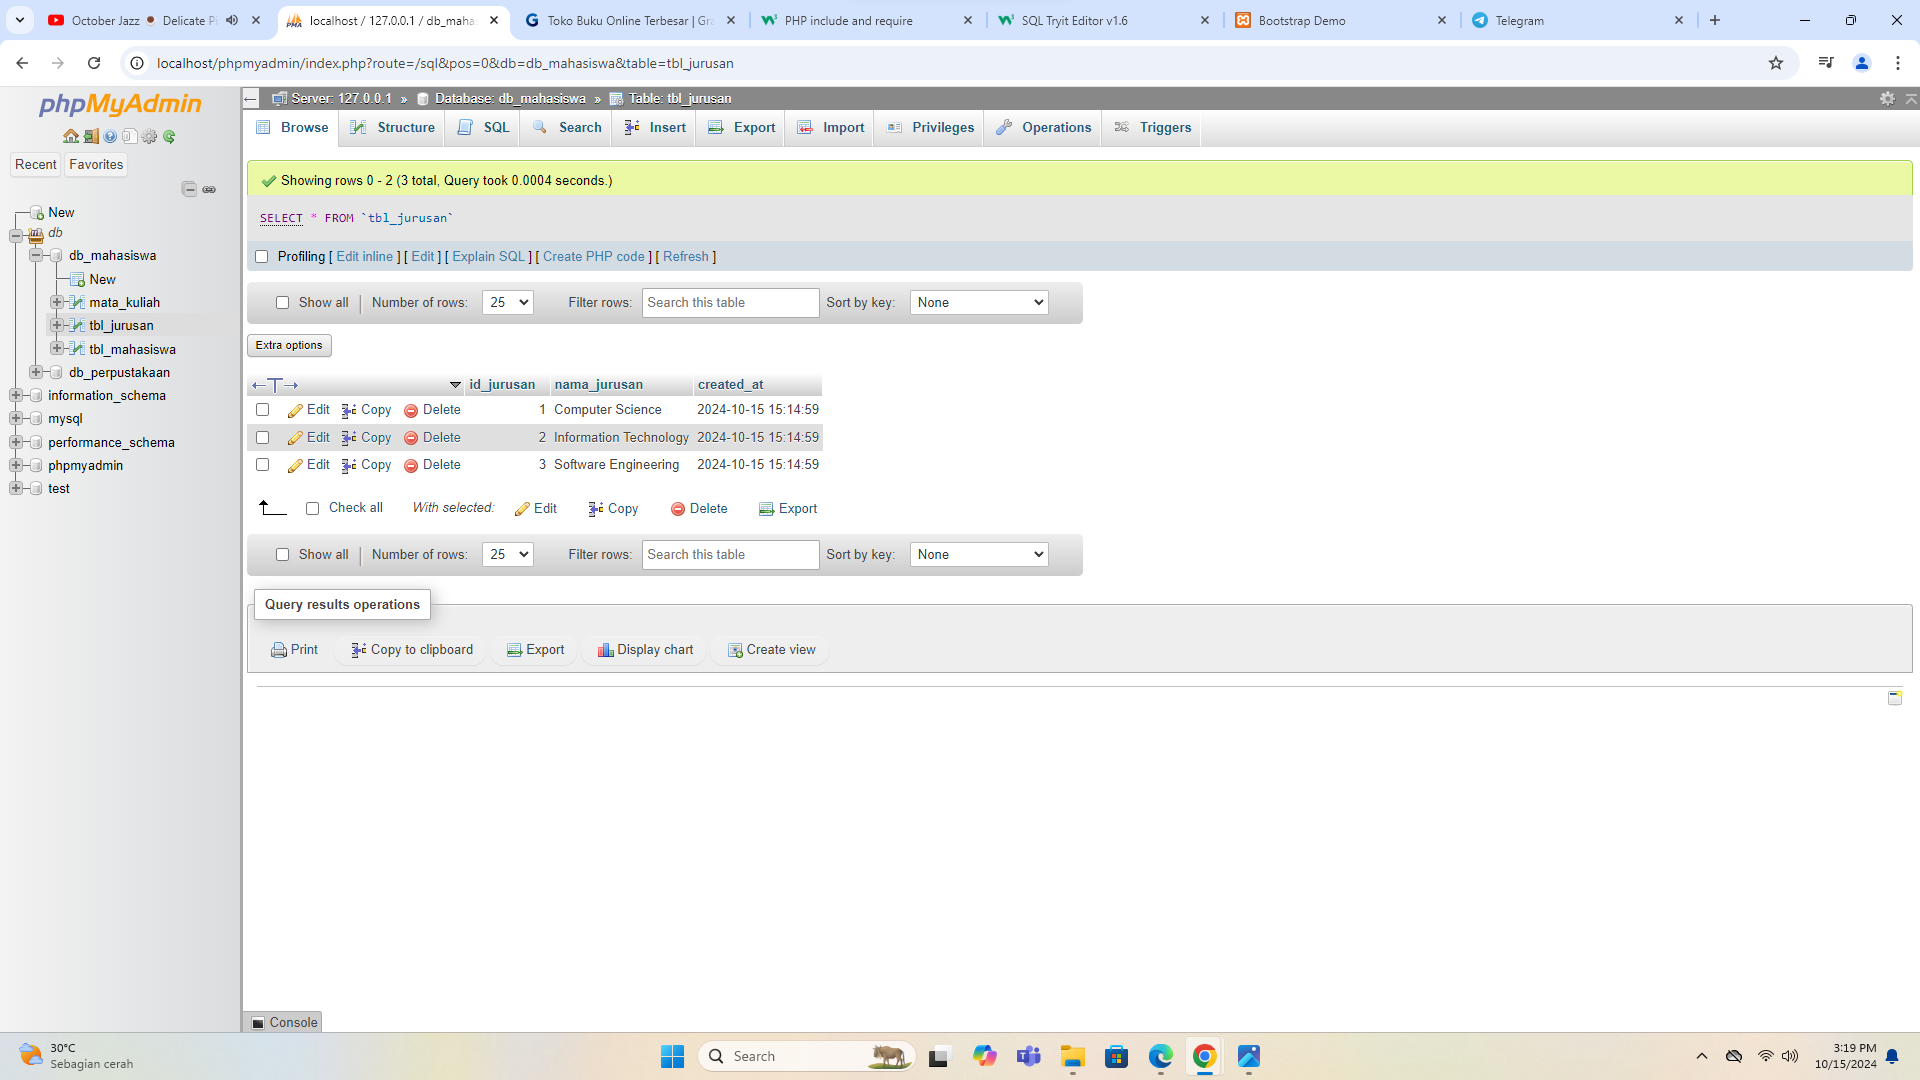 October Jazz Delicate Pi
localhost / 127.0.0.1 / db_mahas
Toko Buku Online Terbesar | Gra
PHP include and require
SQL Tryit Editor v1.6
Bootstrap Demo
Telegram
localhost/phpmyadmin/index.php?route=/sql&pos=0&db=db_mahasiswa&table=tbl_jurusan
phpMyAdmin
Recent Favorites
New
db
db_mahasiswa
New
mata_kuliah
tbl_jurusan
tbl_mahasiswa
db_perpustakaan
information_schema
mysql
performance_schema
phpmyadmin
test
Server: 127.0.0.1 » Database: db_mahasiswa » Table: tbl_jurusan
Browse Structure SQL Search Insert Export Import Privileges Operations Triggers
Showing rows 0 - 2 (3 total, Query took 0.0004 seconds.)
SELECT * FROM `tbl_jurusan`
Profiling [ Edit inline ] [ Edit ] [ Explain SQL ] [ Create PHP code ] [ Refresh ]
Show all | Number of rows: 25 Filter rows: Search this table Sort by key: None
Extra options
←T→ id_jurusan nama_jurusan created_at
Edit Copy Delete 1 Computer Science 2024-10-15 15:14:59
Edit Copy Delete 2 Information Technology 2024-10-15 15:14:59
Edit Copy Delete 3 Software Engineering 2024-10-15 15:14:59
Check all With selected: Edit Copy Delete Export
Show all | Number of rows: 25 Filter rows: Search this table Sort by key: None
Query results operations
Print Copy to clipboard Export Display chart Create view
Console
30°C
Sebagian cerah
Search
3:19 PM
10/15/2024